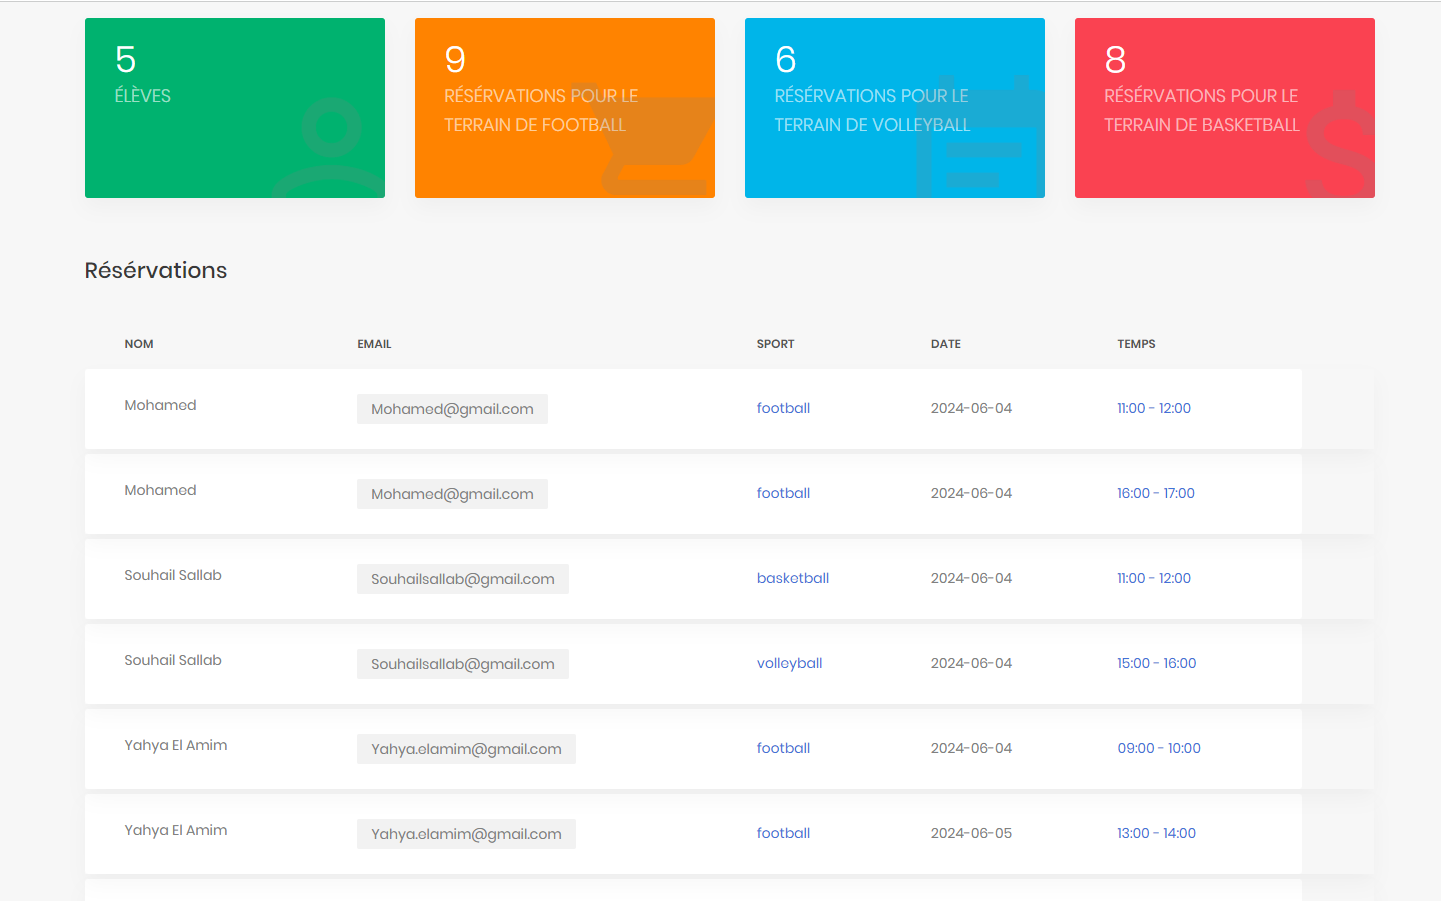 5
ÉLÈVES
9
RÉSÉRVATIONS POUR LE
TERRAIN DE FOOTBALL
6
RÉSÉRVATIONS POUR LE
TERRAIN DE VOLLEYBALL
8
RÉSÉRVATIONS POUR LE
TERRAIN DE BASKETBALL
Résérvations
NOM EMAIL SPORT DATE TEMPS
Mohamed Mohamed@gmail.com football 2024-06-04 11:00 - 12:00
Mohamed Mohamed@gmail.com football 2024-06-04 16:00 - 17:00
Souhail Sallab Souhailsallab@gmail.com basketball 2024-06-04 11:00 - 12:00
Souhail Sallab Souhailsallab@gmail.com volleyball 2024-06-04 15:00 - 16:00
Yahya El Amim Yahya.elamim@gmail.com football 2024-06-04 09:00 - 10:00
Yahya El Amim Yahya.elamim@gmail.com football 2024-06-05 13:00 - 14:00